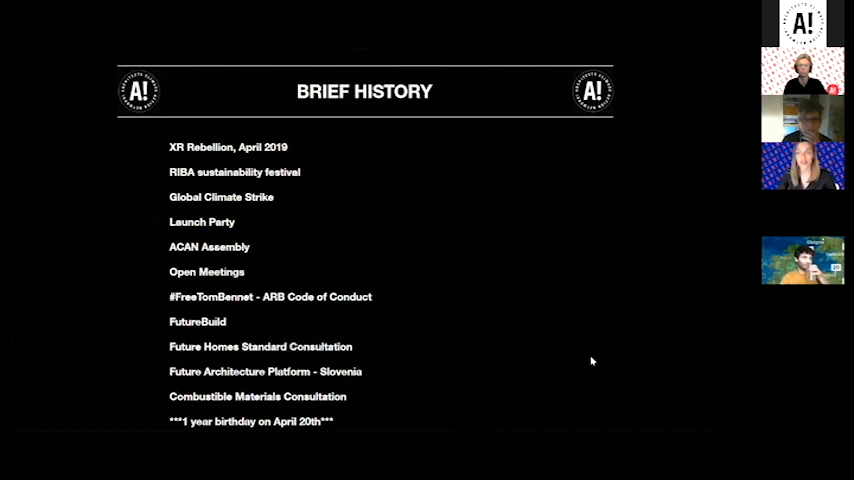 BRIEF HISTORY
A!
A!
XR Rebellion, April 2019
RIBA sustainability festival
Global Climate Strike
Launch Party
ACAN Assembly
Open Meetings
#FreeTomBennet - ARB Code of Conduct
FutureBuild
Future Homes Standard Consultation
Future Architecture Platform - Slovenia
Combustible Materials Consultation
***1 year birthday on April 20th***
A!
A!